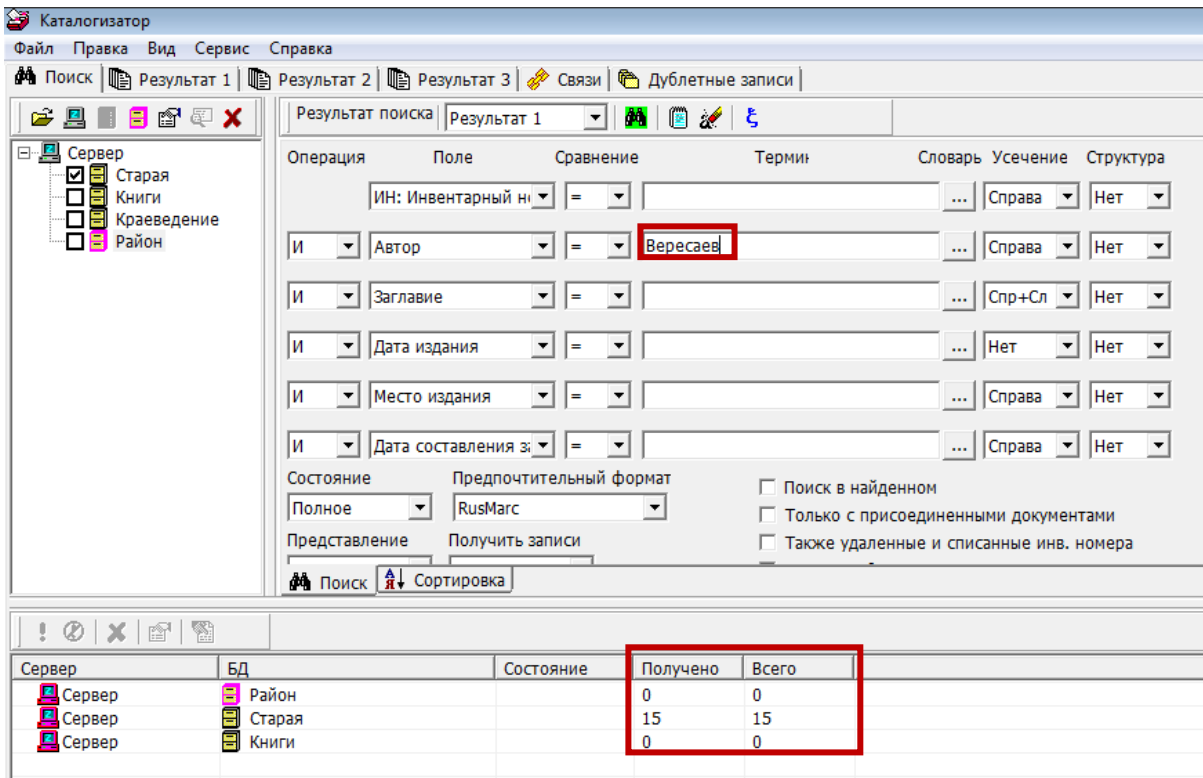 Каталогизатор
Файл Правка Вид Сервис Справка
Поиск Результат 1 Результат 2 Результат 3 Связи Дублетные записи
Результат поиска Результат 1
Сервер
Старая
Книги
Краеведение
Район
Операция Поле Сравнение Термин Словарь Усечение Структура
ИН: Инвентарный н = ... Справа Нет
И Автор = Вересаев ... Справа Нет
И Заглавие = ... Спр+Сл Нет
И Дата издания = ... Нет Нет
И Место издания = ... Справа Нет
И Дата составления з = ... Справа Нет
Состояние Предпочтительный формат
Полное RusMarc
Представление Получить записи
Поиск в найденном
Только с присоединенными документами
Также удаленные и списанные инв. номера
Поиск Сортировка
Сервер БД Состояние Получено Всего
Сервер Район 0 0
Сервер Старая 15 15
Сервер Книги 0 0